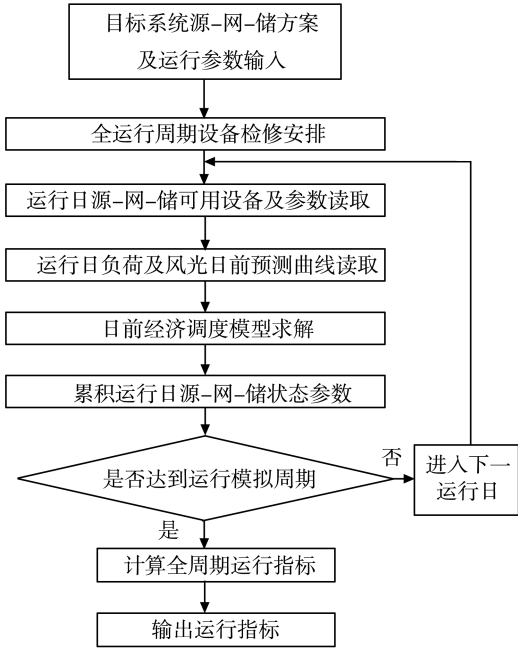 目标系统源-网-储方案
及运行参数输入
全运行周期设备检修安排
运行日源-网-储可用设备及参数读取
运行日负荷及风光日前预测曲线读取
日前经济调度模型求解
累积运行日源-网-储状态参数
是否达到运行模拟周期
否
进入下一
运行日
是
计算全周期运行指标
输出运行指标